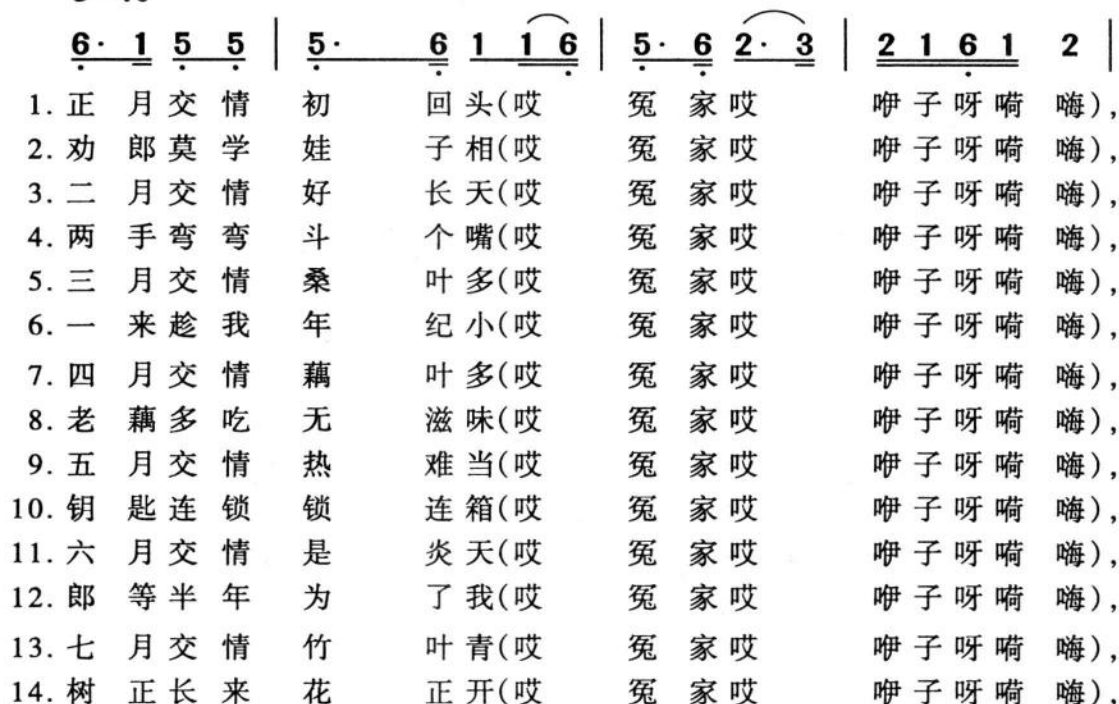 6· 1 5 5 | 5· 6 1 1 6 | 5· 6 2· 3 | 2 1 6 1 2 |
1. 正月交情初回头(哎冤家哎咿子呀嗬嗨),
2. 劝郎莫学娃子相(哎冤家哎咿子呀嗬嗨),
3. 二月交情好长天(哎冤家哎咿子呀嗬嗨),
4. 两手弯弯斗个嘴(哎冤家哎咿子呀嗬嗨),
5. 三月交情桑叶多(哎冤家哎咿子呀嗬嗨),
6. 一来趁我年纪小(哎冤家哎咿子呀嗬嗨),
7. 四月交情藕叶多(哎冤家哎咿子呀嗬嗨),
8. 老藕多吃无滋味(哎冤家哎咿子呀嗬嗨),
9. 五月交情热难当(哎冤家哎咿子呀嗬嗨),
10. 钥匙连锁锁连箱(哎冤家哎咿子呀嗬嗨),
11. 六月交情是炎天(哎冤家哎咿子呀嗬嗨),
12. 郎等半年为了我(哎冤家哎咿子呀嗬嗨),
13. 七月交情竹叶青(哎冤家哎咿子呀嗬嗨),
14. 树正长来花正开(哎冤家哎咿子呀嗬嗨),